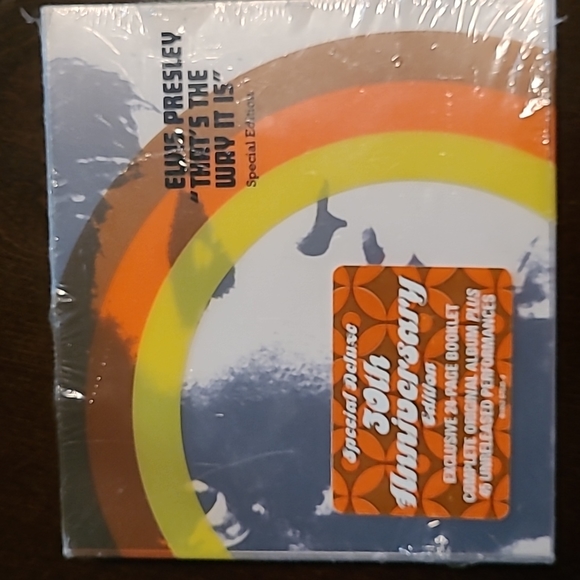 ELVIS PRESLEY
"THAT'S THE
WAY IT IS"
Special Edition
Special Deluxe
30th
Anniversary
Edition
EXCLUSIVE 24-PAGE BOOKLET
COMPLETE ORIGINAL ALBUM PLUS
41 UNRELEASED PERFORMANCES